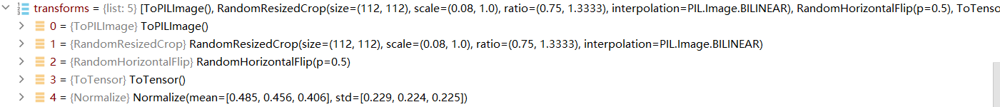 transforms = {list: 5} [ToPILImage(), RandomResizedCrop(size=(112, 112), scale=(0.08, 1.0), ratio=(0.75, 1.3333), interpolation=PIL.Image.BILINEAR), RandomHorizontalFlip(p=0.5), ToTenso
0 = {ToPILImage} ToPILImage()
1 = {RandomResizedCrop} RandomResizedCrop(size=(112, 112), scale=(0.08, 1.0), ratio=(0.75, 1.3333), interpolation=PIL.Image.BILINEAR)
2 = {RandomHorizontalFlip} RandomHorizontalFlip(p=0.5)
3 = {ToTensor} ToTensor()
4 = {Normalize} Normalize(mean=[0.485, 0.456, 0.406], std=[0.229, 0.224, 0.225])